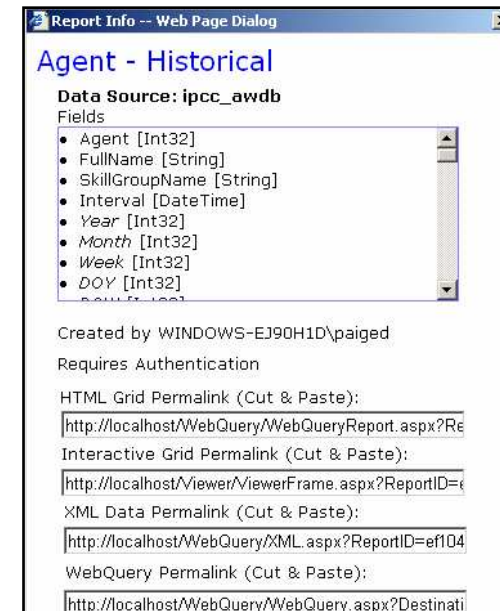 Report Info -- Web Page Dialog
Agent - Historical
Data Source: ipcc_awdb
Fields
• Agent [Int32]
• FullName [String]
• SkillGroupName [String]
• Interval [DateTime]
• Year [Int32]
• Month [Int32]
• Week [Int32]
• DOY [Int32]
Created by WINDOWS-EJ90H1D\paiged
Requires Authentication
HTML Grid Permalink (Cut & Paste):
http://localhost/WebQuery/WebQueryReport.aspx?Re
Interactive Grid Permalink (Cut & Paste):
http://localhost/Viewer/ViewerFrame.aspx?ReportID=
XML Data Permalink (Cut & Paste):
http://localhost/WebQuery/XML.aspx?ReportID=ef104
WebQuery Permalink (Cut & Paste):
http://localhost/WebQuery/WebQuery.aspx?Destinati